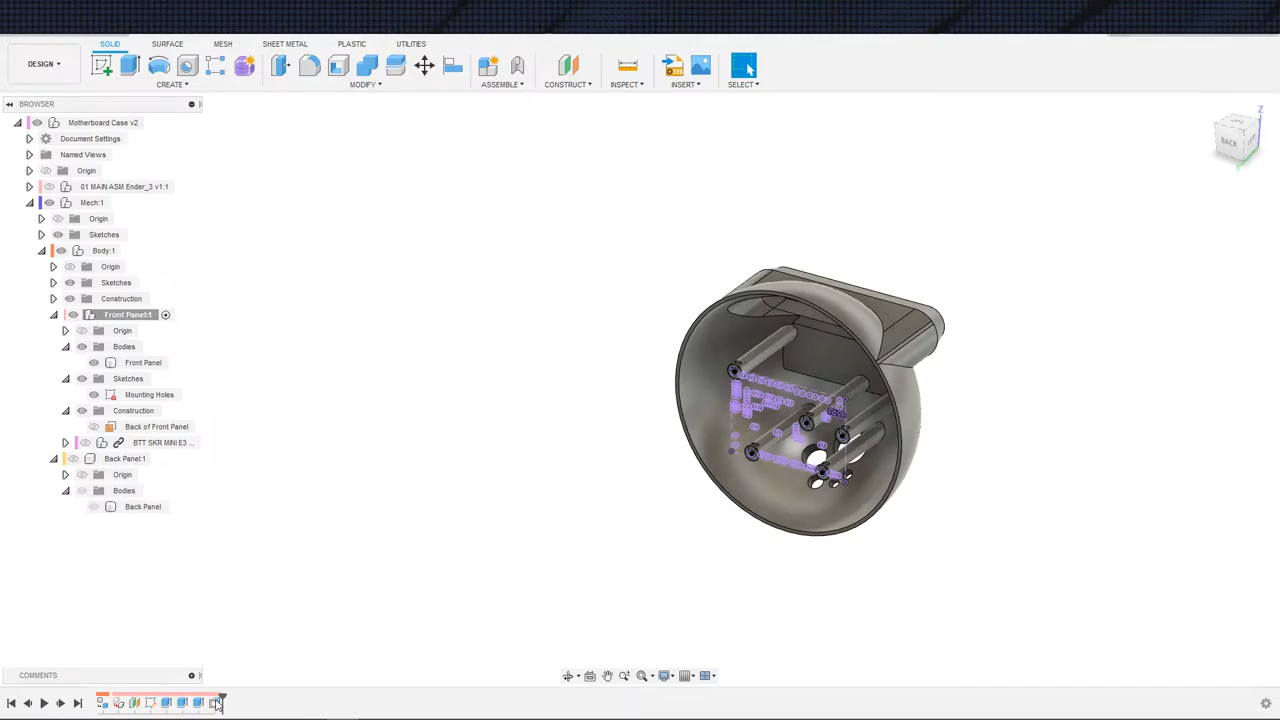 SOLID SURFACE MESH SHEET METAL PLASTIC UTILITIES
DESIGN
CREATE MODIFY ASSEMBLE CONSTRUCT INSPECT INSERT SELECT
BROWSER
Motherboard Case v2
Document Settings
Named Views
Origin
01 MAIN ASM Ender_3 v1:1
Mech:1
Origin
Sketches
Body:1
Origin
Sketches
Construction
Front Panel:1
Origin
Bodies
Front Panel
Sketches
Mounting Holes
Construction
Back of Front Panel
BTT SKR MINI E3 ...
Back Panel:1
Origin
Bodies
Back Panel
Z
BACK
COMMENTS